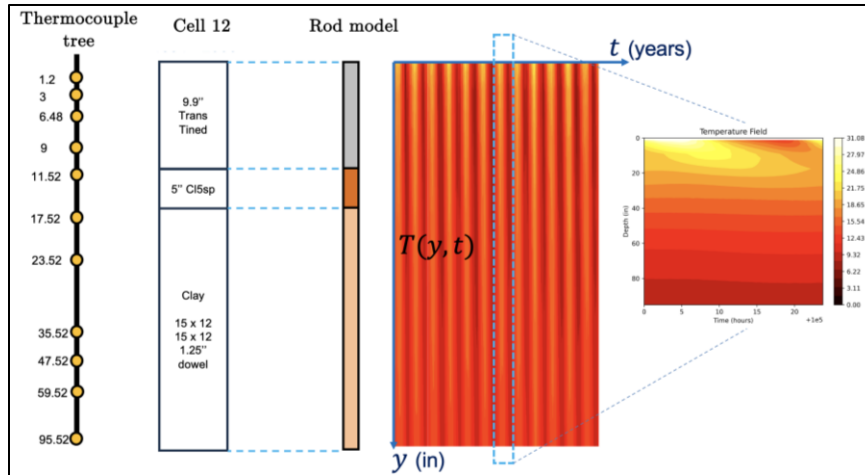 Thermocouple
tree
Cell 12
Rod model
t (years)
1.2
3
6.48
9
11.52
17.52
23.52
35.52
47.52
59.52
95.52
9.9''
Trans
Tined
5'' Cl5sp
Clay
15 x 12
15 x 12
1.25''
dowel
T(y, t)
y (in)
Temperature Field
Depth (in)
0
20
40
60
80
0
5
10
15
20
Time (hours)
+1e5
31.08
27.97
24.86
21.75
18.65
15.54
12.43
9.32
6.22
3.11
0.00